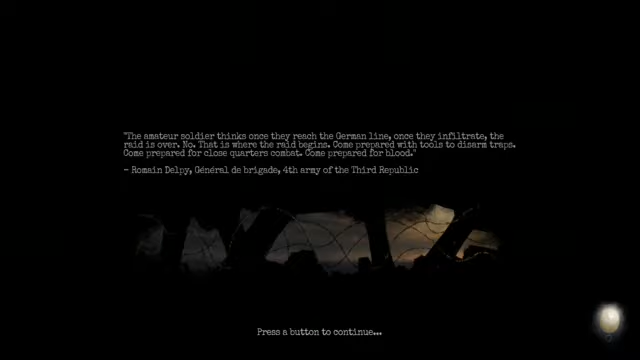 "The amateur soldier thinks once they reach the German line, once they infiltrate, the
raid is over. No. That is where the raid begins. Come prepared with tools to disarm traps.
Come prepared for close quarters combat. Come prepared for blood."
- Romain Delpy, Général de brigade, 4th army of the Third Republic
Press a button to continue...